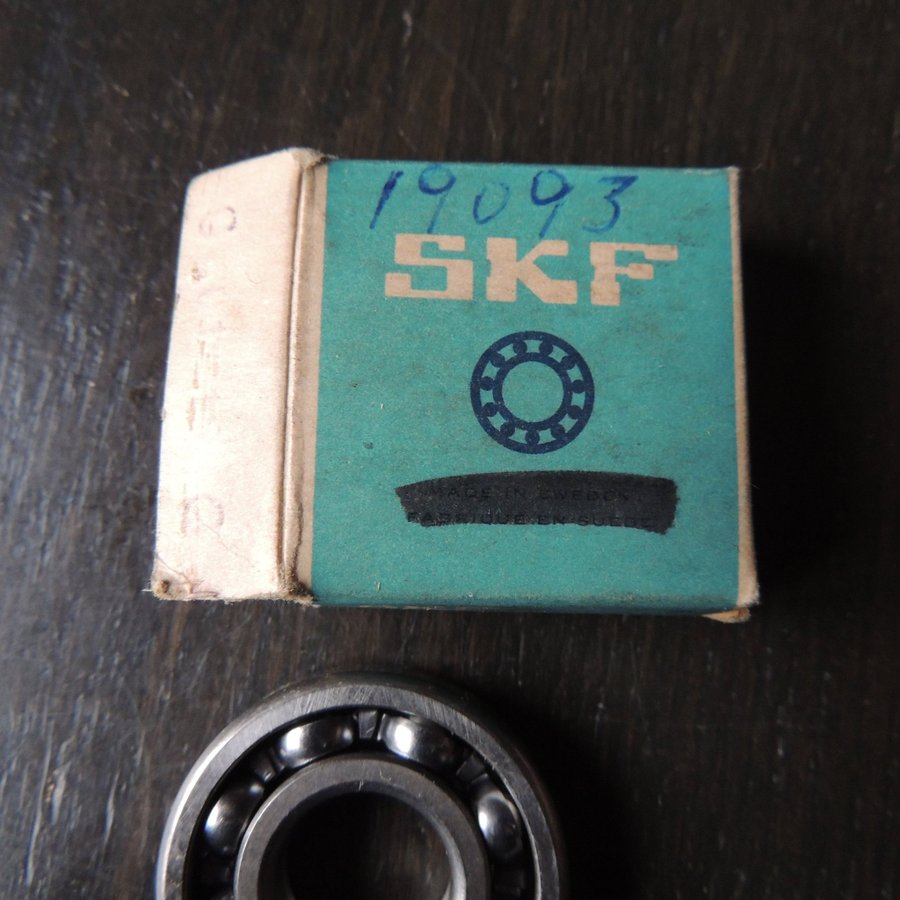 19093
SKF
MADE IN SWEDEN
FABRIQUE EN SUEDE